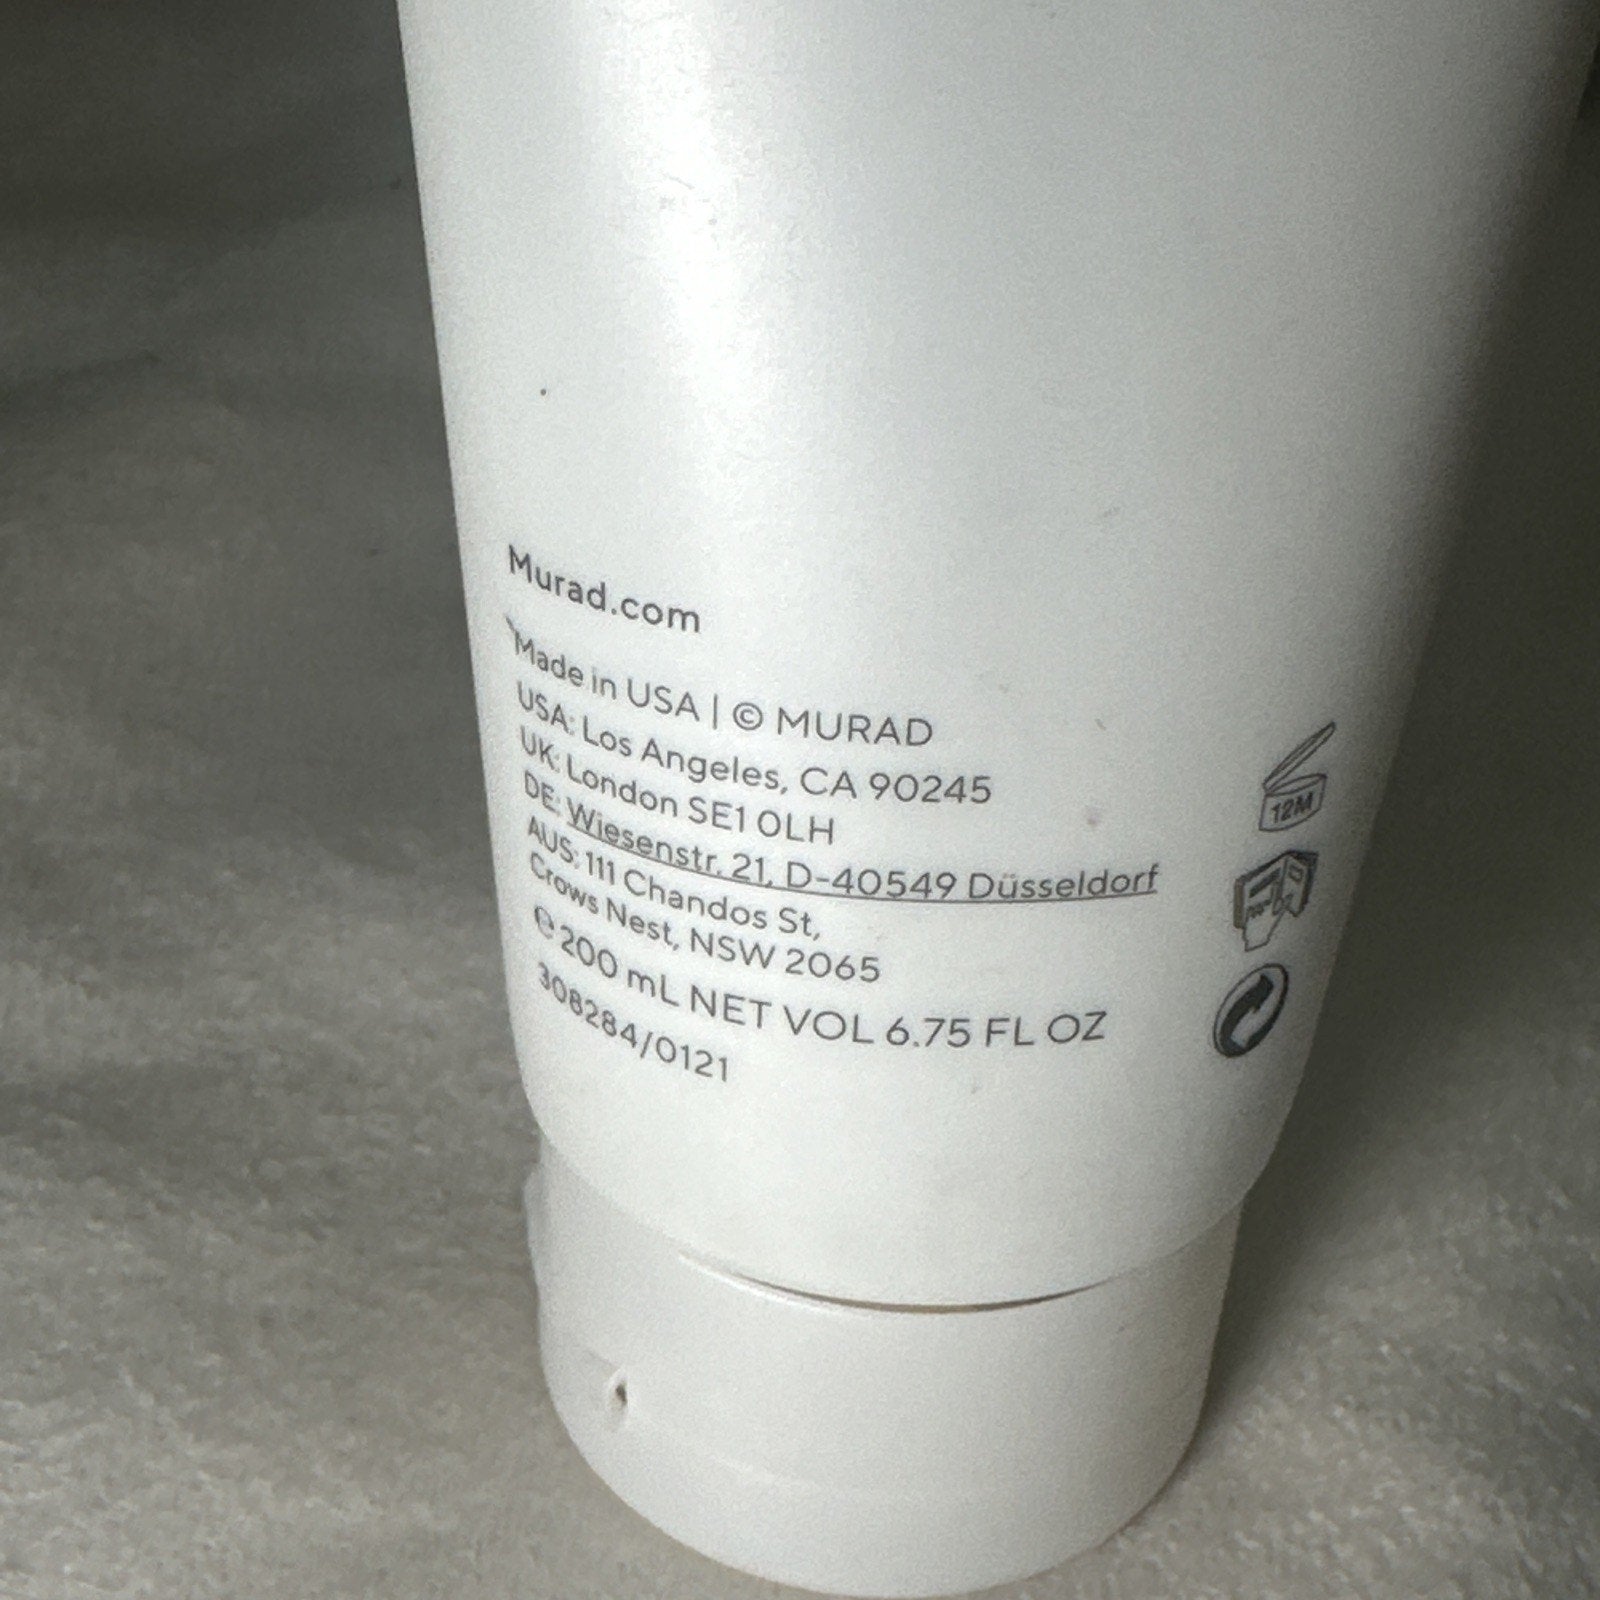 Murad.com
Made in USA | © MURAD
USA: Los Angeles, CA 90245
UK: London SE1 0LH
DE: Wiesenstr. 21, D-40549 Düsseldorf
AUS: 111 Chandos St,
Crows Nest, NSW 2065
℮ 200 mL NET VOL 6.75 FL OZ
308284/0121
12M